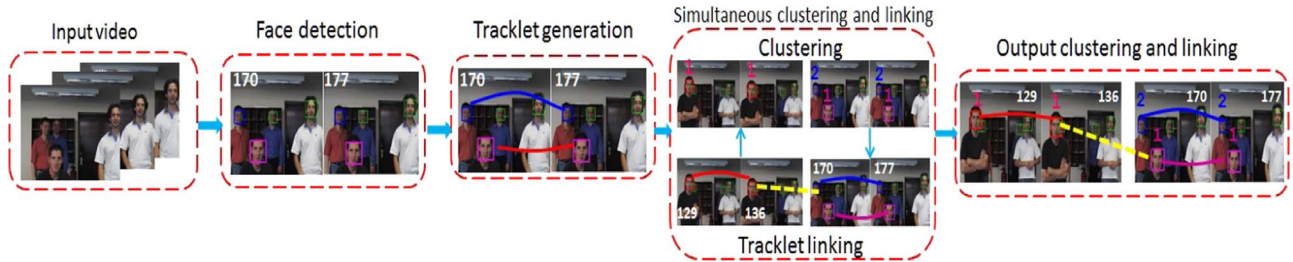 Input video
Face detection
170 177
Tracklet generation
170 177
Simultaneous clustering and linking
Clustering
1 1 2 2
1 1
129 136 170 177
Tracklet linking
Output clustering and linking
1 129 136 2 170 2 177
1 1